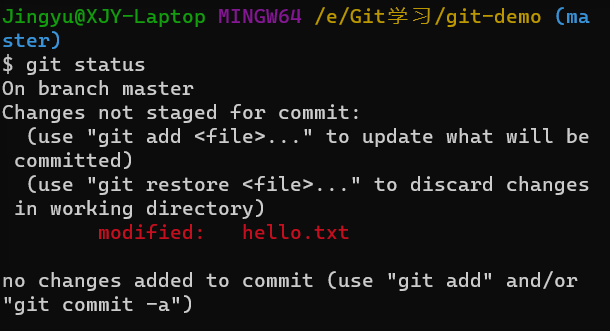 Jingyu@XJY-Laptop MINGW64 /e/Git学习/git-demo (ma
ster)
$ git status
On branch master
Changes not staged for commit:
  (use "git add <file>..." to update what will be
 committed)
  (use "git restore <file>..." to discard changes
 in working directory)
        modified:   hello.txt

no changes added to commit (use "git add" and/or
"git commit -a")